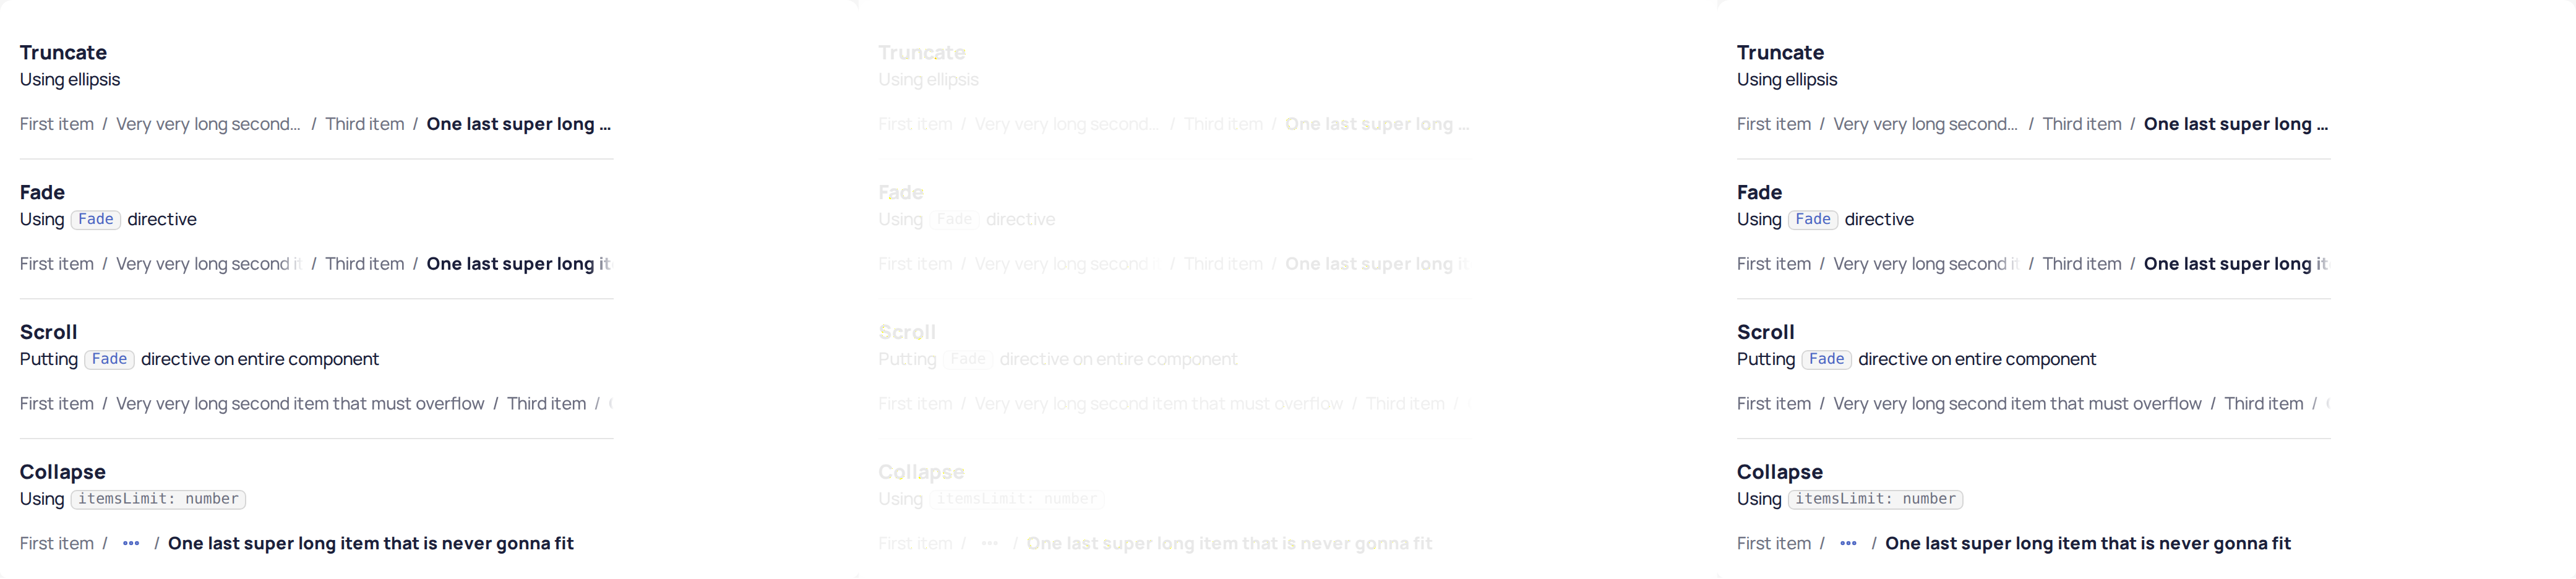 Truncate
Using ellipsis
First item / Very very long second... / Third item / One last super long ...
Fade
Using Fade directive
First item / Very very long second it / Third item / One last super long it
Scroll
Putting Fade directive on entire component
First item / Very very long second item that must overflow / Third item /
Collapse
Using itemsLimit: number
First item / ••• / One last super long item that is never gonna fit
Truncate
Using ellipsis
First item / Very very long second... / Third item / One last super long ...
Fade
Using Fade directive
First item / Very very long second i / Third item / One last super long it
Scroll
Putting Fade directive on entire component
First item / Very very long second item that must overflow / Third item /
Collapse
Using itemsLimit: number
First item / ••• / One last super long item that is never gonna fit
Truncate
Using ellipsis
First item / Very very long second... / Third item / One last super long ...
Fade
Using Fade directive
First item / Very very long second it / Third item / One last super long it
Scroll
Putting Fade directive on entire component
First item / Very very long second item that must overflow / Third item /
Collapse
Using itemsLimit: number
First item / ••• / One last super long item that is never gonna fit